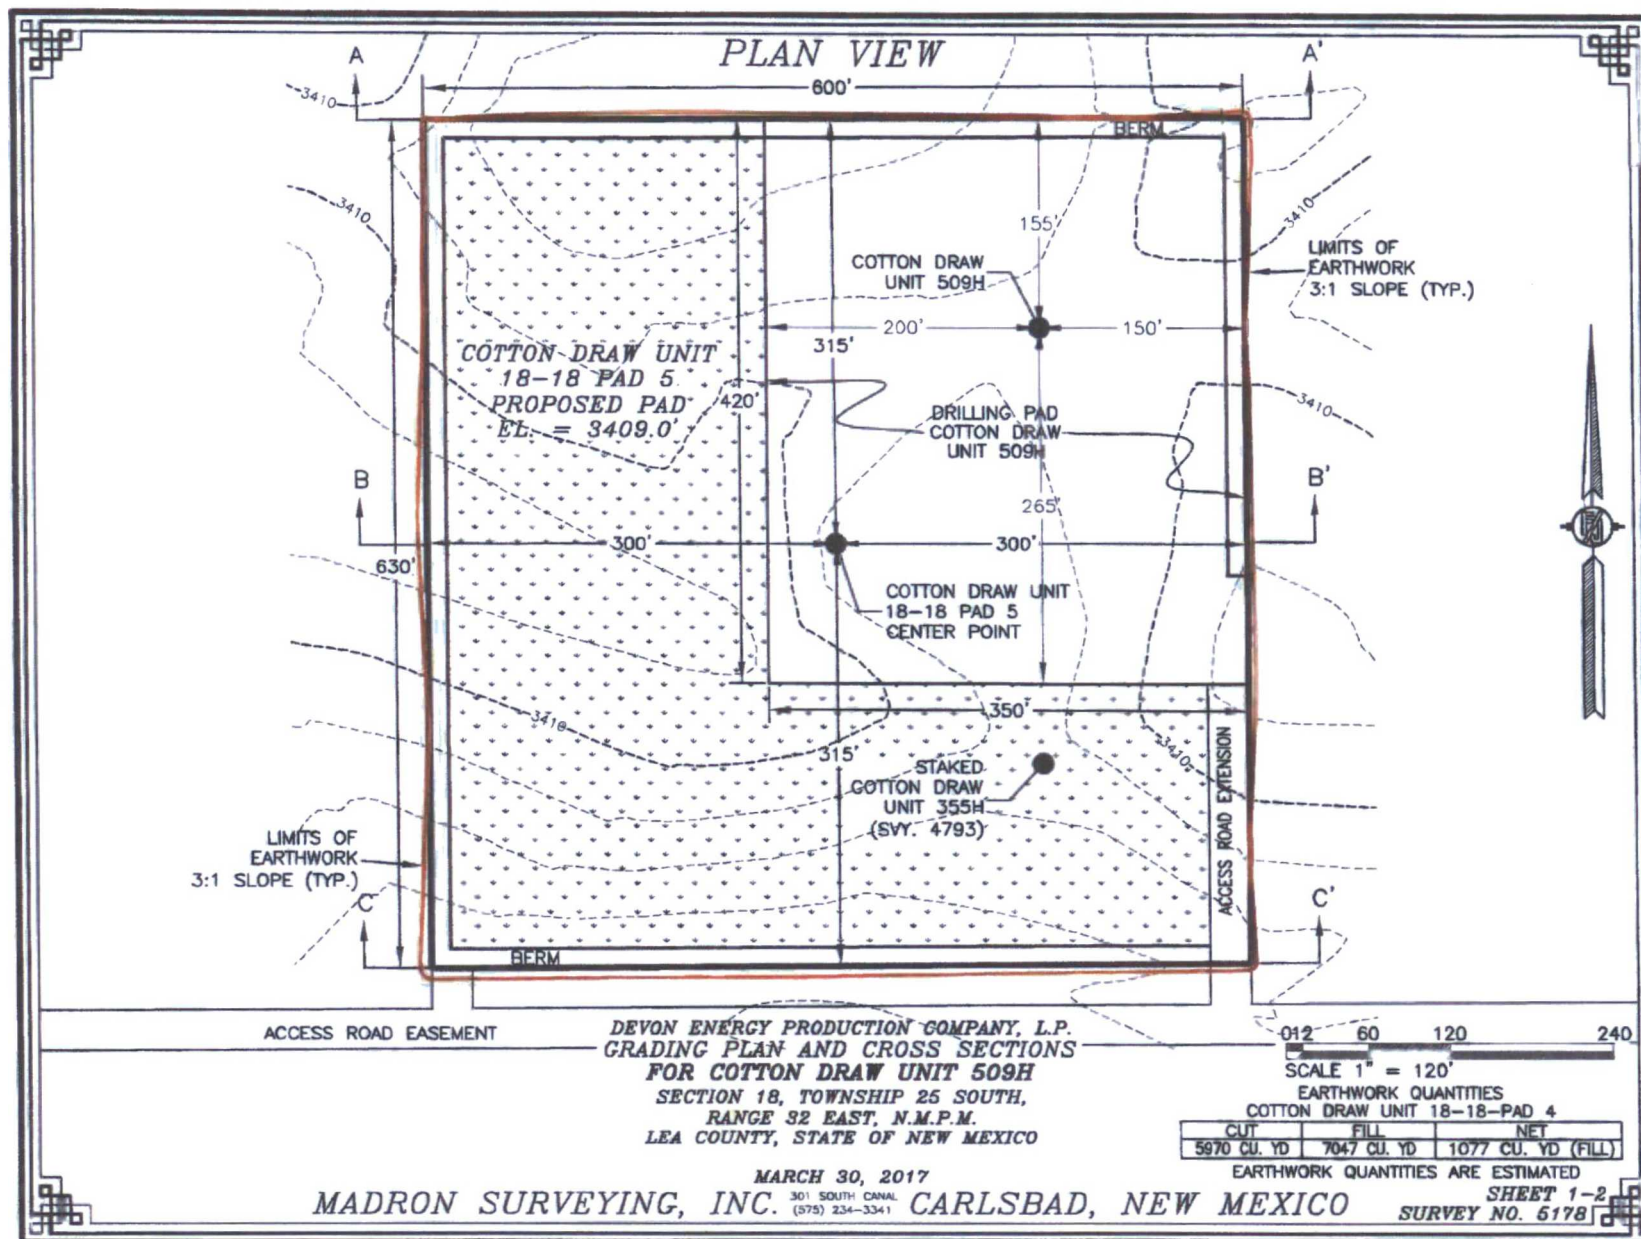 PLAN VIEW
A
A'
600'
3410
BERM
3410
3410
155'
LIMITS OF
EARTHWORK
3:1 SLOPE (TYP.)
COTTON DRAW
UNIT 509H
200'
150'
315'
COTTON DRAW UNIT
18-18 PAD 5
PROPOSED PAD
EL. = 3409.0'
420'
3410
DRILLING PAD
COTTON DRAW
UNIT 509H
B
B'
265'
300'
300'
630'
COTTON DRAW UNIT
18-18 PAD 5
CENTER POINT
3410
350'
3410
315'
STAKED
COTTON DRAW
UNIT 355H
(SVY. 4793)
ACCESS ROAD EXTENSION
LIMITS OF
EARTHWORK
3:1 SLOPE (TYP.)
C
C'
BERM
ACCESS ROAD EASEMENT
DEVON ENERGY PRODUCTION COMPANY, L.P.
GRADING PLAN AND CROSS SECTIONS
FOR COTTON DRAW UNIT 509H
SECTION 18, TOWNSHIP 25 SOUTH,
RANGE 32 EAST, N.M.P.M.
LEA COUNTY, STATE OF NEW MEXICO
MARCH 30, 2017
012 60 120 240
SCALE 1" = 120'
EARTHWORK QUANTITIES
COTTON DRAW UNIT 18-18-PAD 4
CUT FILL NET
5970 CU. YD 7047 CU. YD 1077 CU. YD (FILL)
EARTHWORK QUANTITIES ARE ESTIMATED
MADRON SURVEYING, INC. 301 SOUTH CANAL (575) 234-3341 CARLSBAD, NEW MEXICO
SHEET 1-2
SURVEY NO. 5178